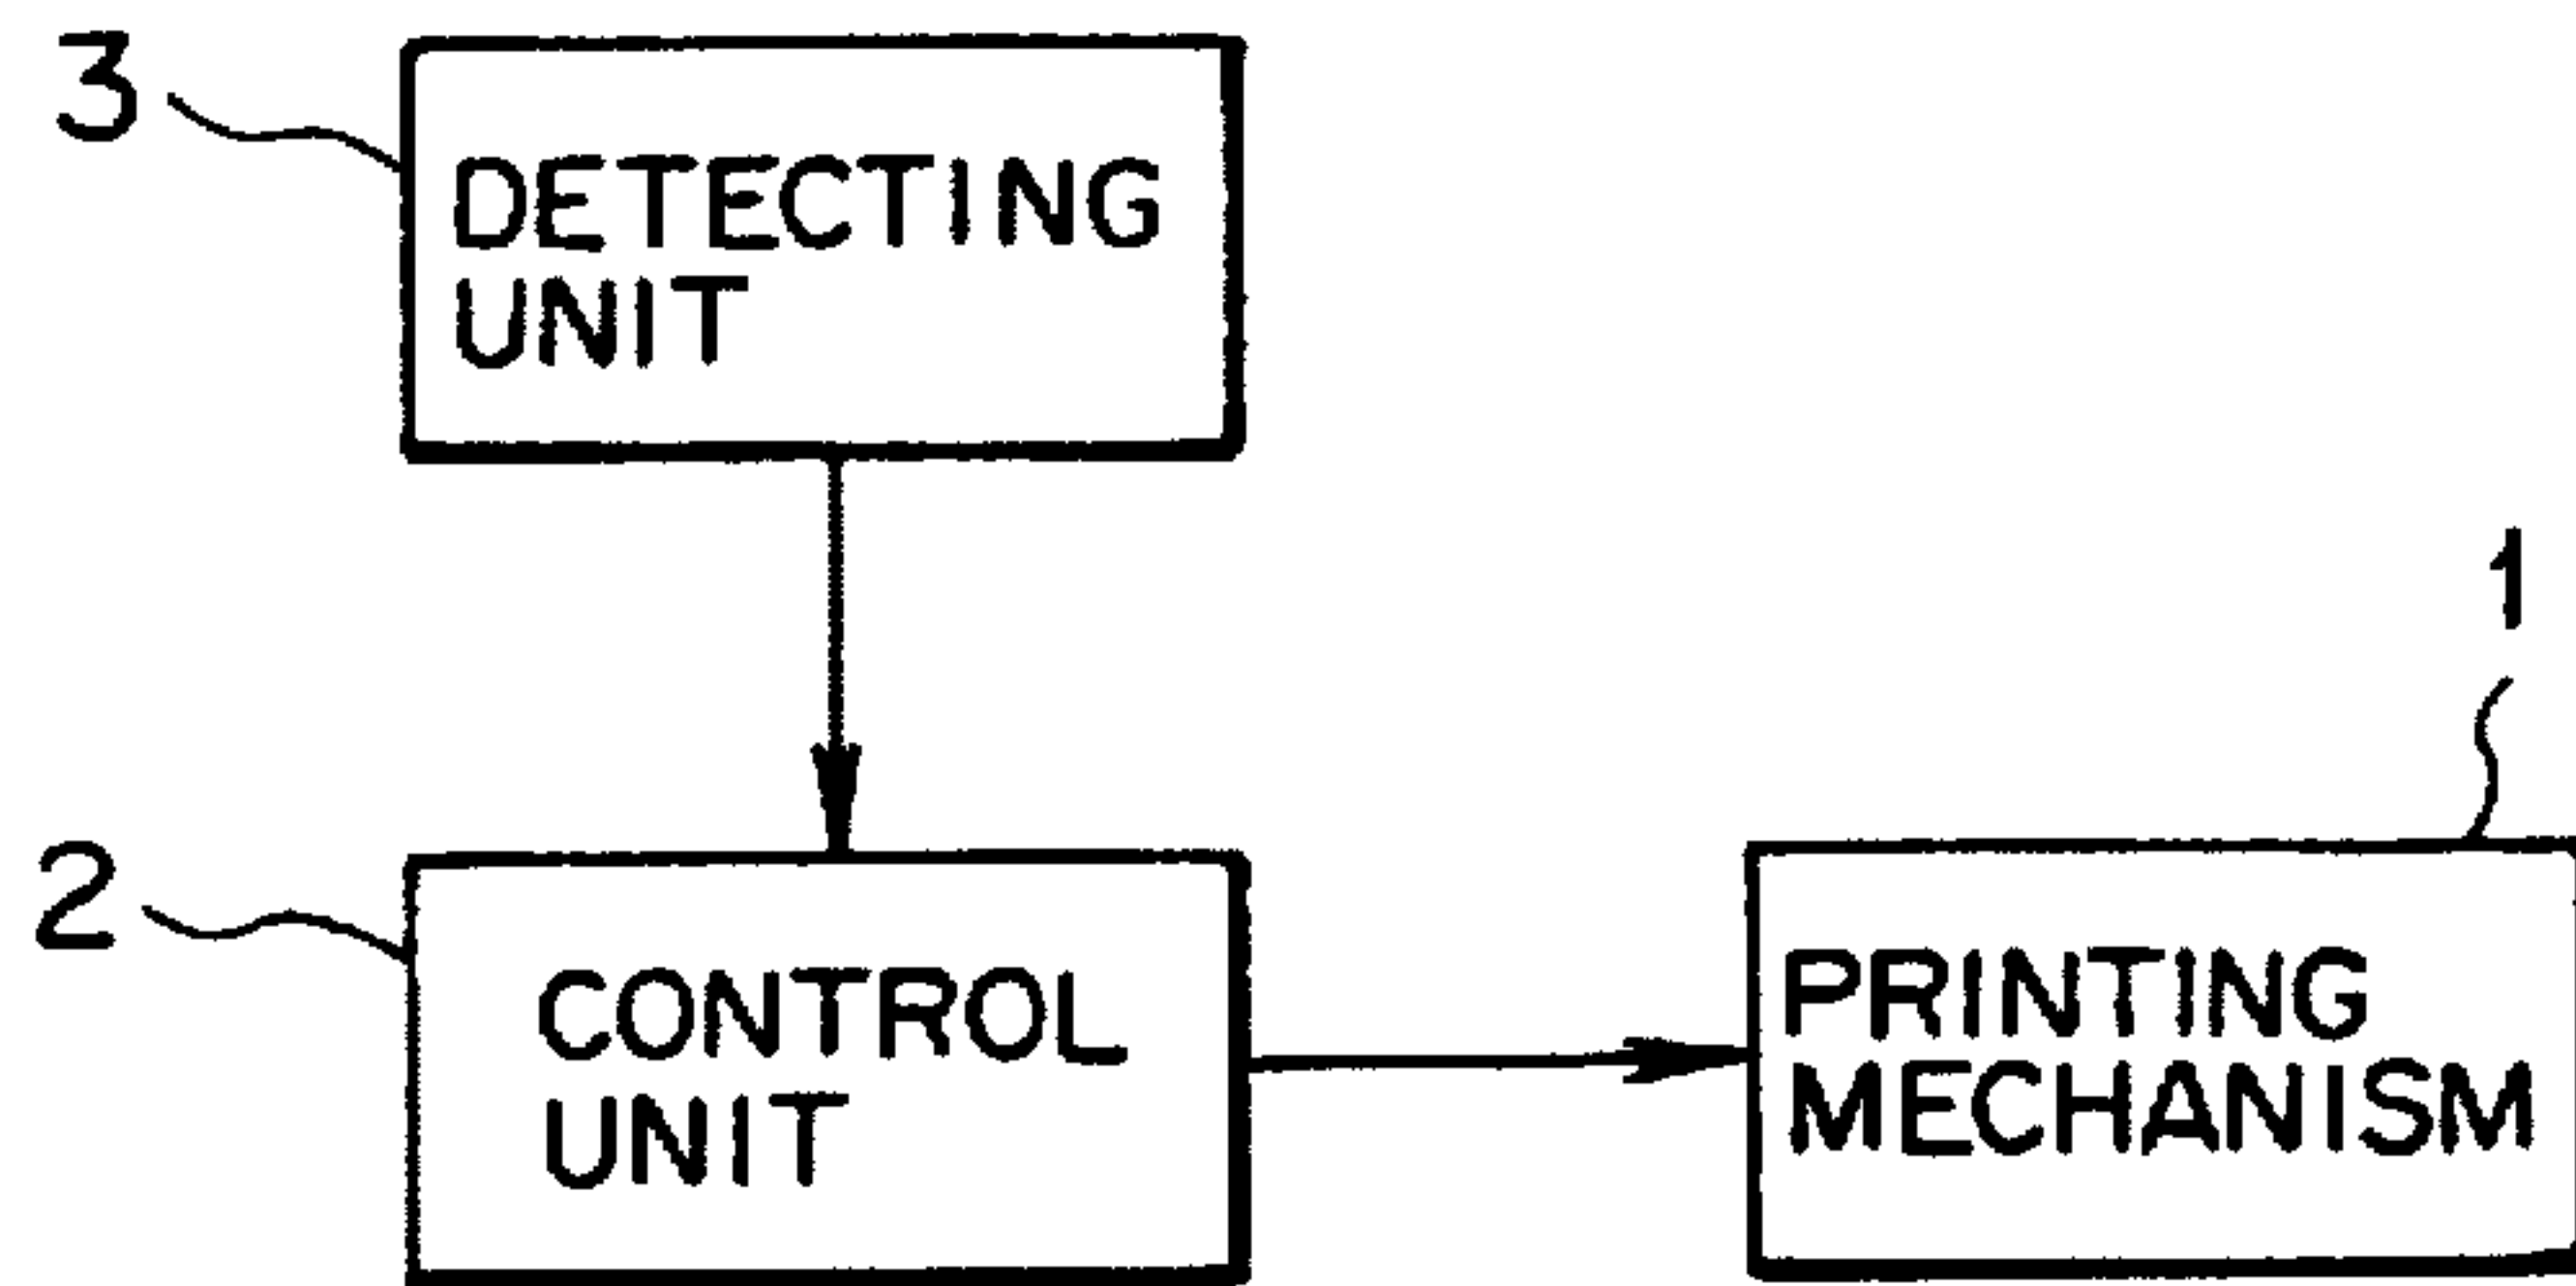 3
DETECTING
UNIT
1
2
CONTROL
UNIT
PRINTING
MECHANISM